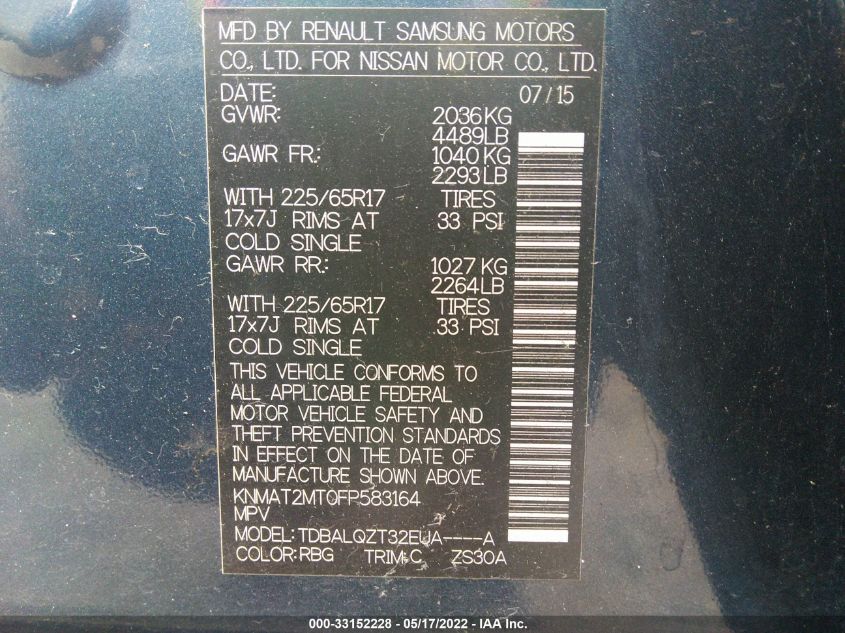 MFD BY RENAULT SAMSUNG MOTORS
CO., LTD. FOR NISSAN MOTOR CO., LTD.
DATE: 07/15
GVWR: 2036KG
4489LB
GAWR FR.: 1040KG
2293LB
WITH 225/65R17 TIRES
17x7J RIMS AT 33 PSI
COLD SINGLE
GAWR RR.: 1027KG
2264LB
WITH 225/65R17 TIRES
17x7J RIMS AT 33 PSI
COLD SINGLE
THIS VEHICLE CONFORMS TO
ALL APPLICABLE FEDERAL
MOTOR VEHICLE SAFETY AND
THEFT PREVENTION STANDARDS
IN EFFECT ON THE DATE OF
MANUFACTURE SHOWN ABOVE.
KNMAT2MT0FP583164
MPV
MODEL: TDBALQZT32EUA----A
COLOR: RBG TRIM: C ZS30A
000-33152228 - 05/17/2022 - IAA Inc.